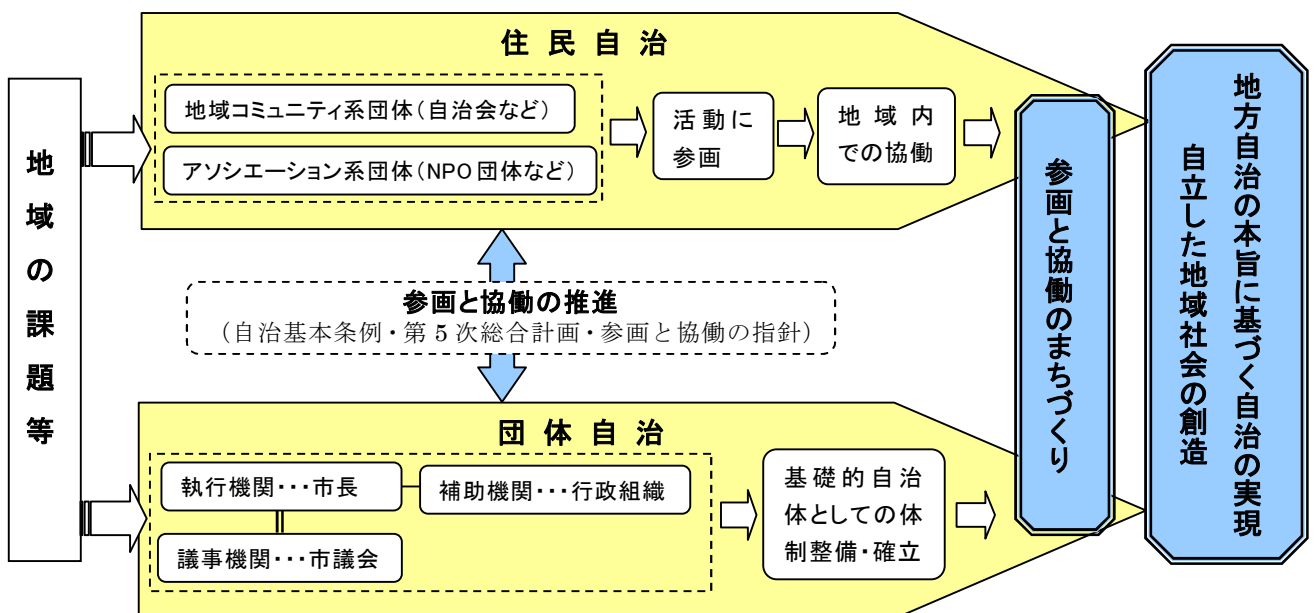 地域の課題等
住民自治
地域コミュニティ系団体(自治会など)
アソシエーション系団体(NPO団体など)
活動に
参画
地域内
での協働
参画と協働の推進
(自治基本条例・第5次総合計画・参画と協働の指針)
団体自治
執行機関・・・市長
補助機関・・・行政組織
議事機関・・・市議会
基礎的自治
体としての体
制整備・確立
参画と協働のまちづくり
地方自治の本旨に基づく自治の実現
自立した地域社会の創造